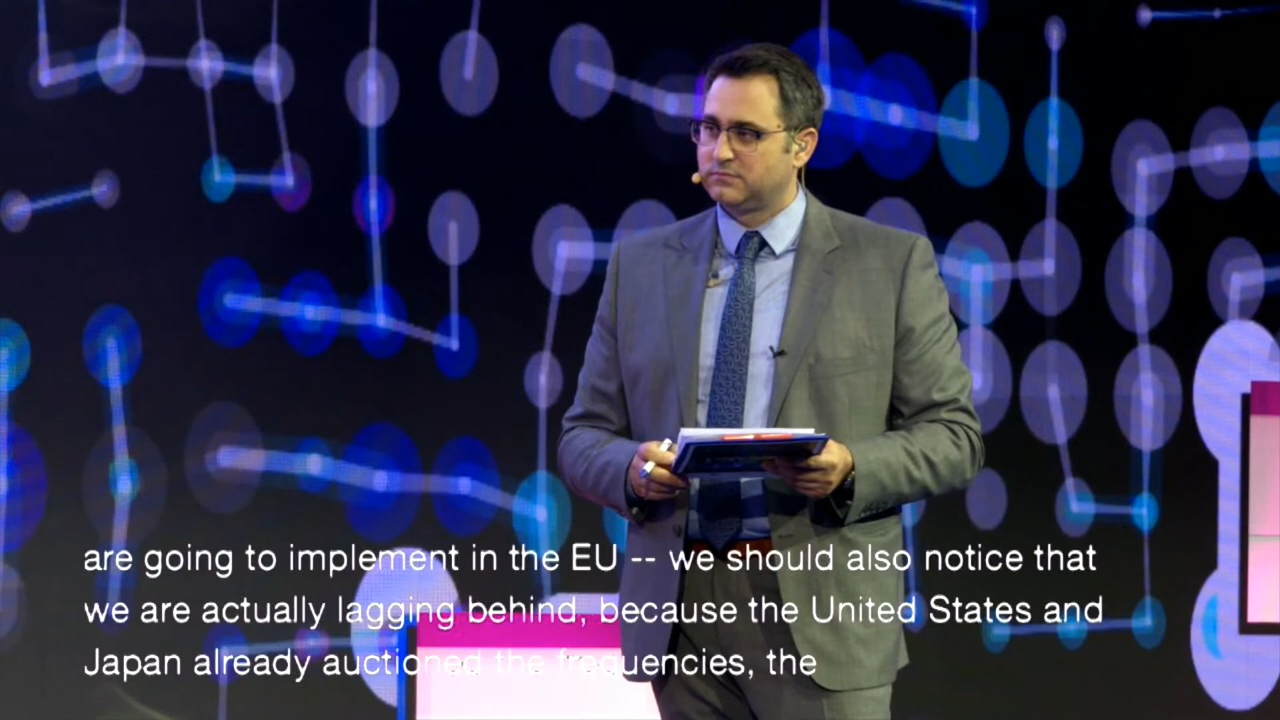 are going to implement in the EU -- we should also notice that
we are actually lagging behind, because the United States and
Japan already auctioned the frequencies, the